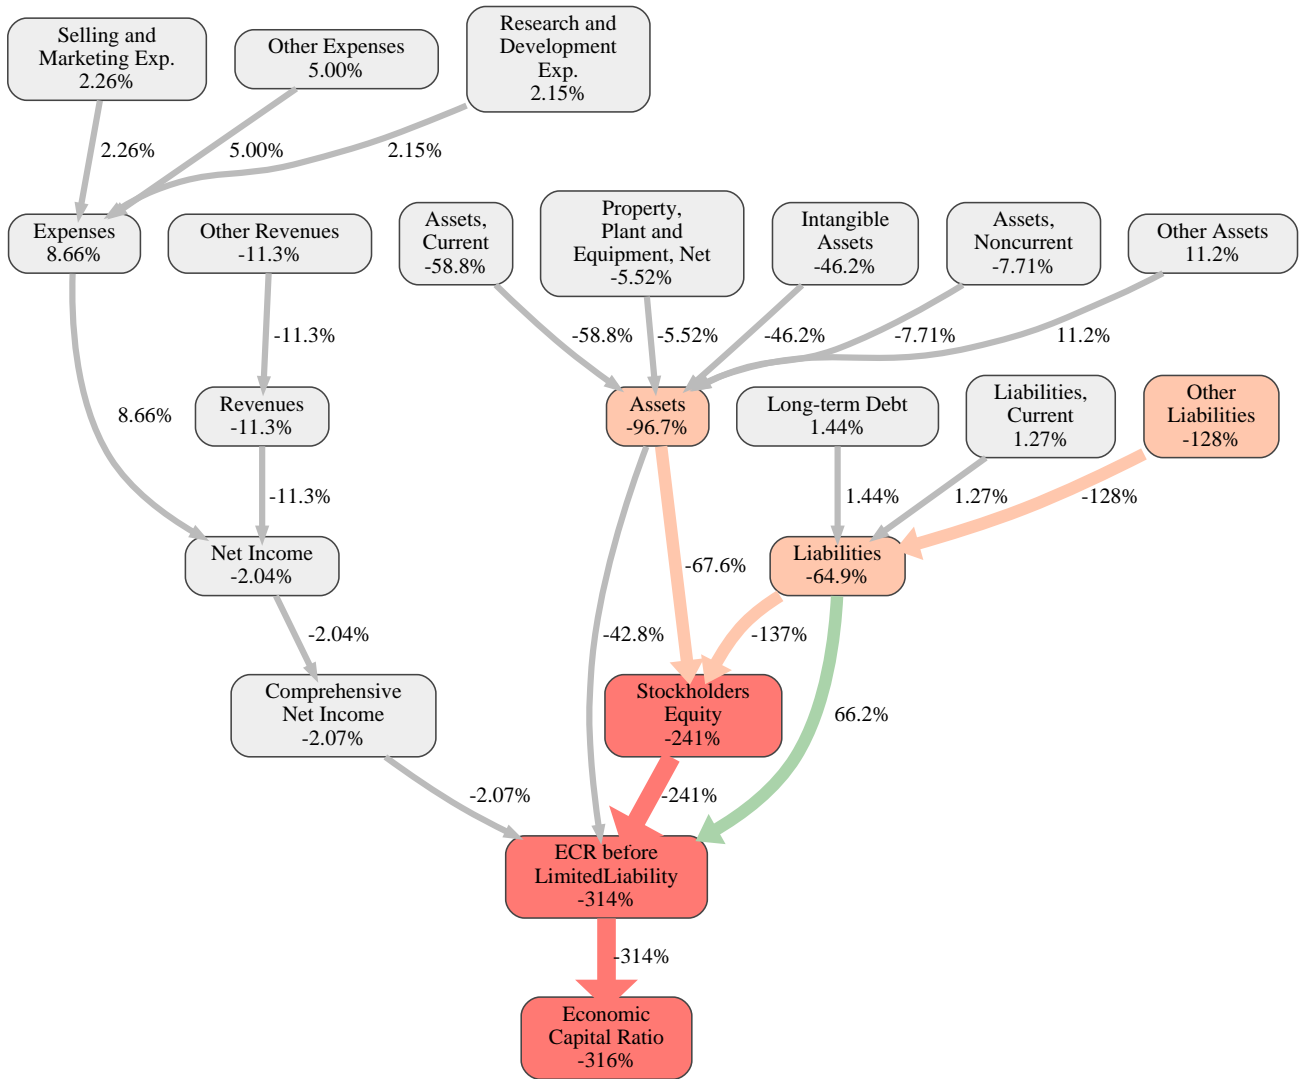 Selling and
Marketing Exp.
2.26%
Other Expenses
5.00%
Research and
Development
Exp.
2.15%
2.26%
5.00%
2.15%
Expenses
8.66%
Other Revenues
-11.3%
Assets,
Current
-58.8%
Property,
Plant and
Equipment, Net
-5.52%
Intangible
Assets
-46.2%
Assets,
Noncurrent
-7.71%
Other Assets
11.2%
-11.3%
-58.8%
-5.52%
-46.2%
-7.71%
11.2%
8.66%
Revenues
-11.3%
Assets
-96.7%
Long-term Debt
1.44%
Liabilities,
Current
1.27%
Other
Liabilities
-128%
-11.3%
1.44%
1.27%
-128%
Net Income
-2.04%
-67.6%
Liabilities
-64.9%
-2.04%
-42.8%
-137%
Comprehensive
Net Income
-2.07%
Stockholders
Equity
-241%
66.2%
-2.07%
-241%
ECR before
LimitedLiability
-314%
-314%
Economic
Capital Ratio
-316%